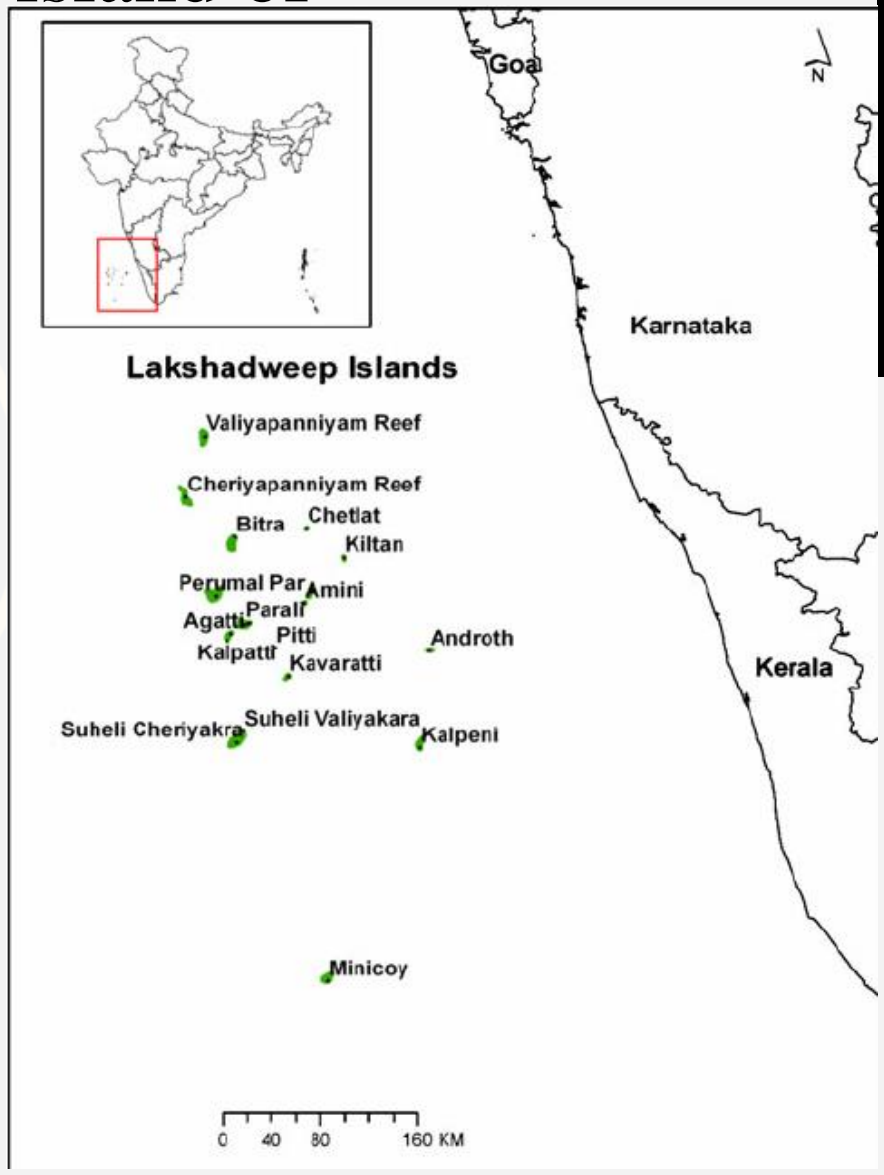 Goa
N
Karnataka
Lakshadweep Islands
Valiyapanniyam Reef
Cheriyapanniyam Reef
Chetlat
Bitra
Kiltan
Perumal Par
Amini
Parali
Agatti
Pitti
Androth
Kalpatti
Kavaratti
Kerala
Suheli Valiyakara
Suheli Cheriyakra
Kalpeni
Minicoy
0 40 80 160 KM